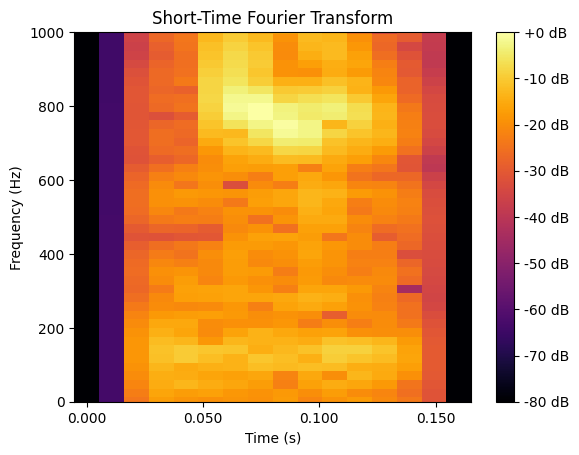 Short-Time Fourier Transform
1000
800
600
400
200
0
Frequency (Hz)
0.000
0.050
0.100
0.150
Time (s)
+0 dB
-10 dB
-20 dB
-30 dB
-40 dB
-50 dB
-60 dB
-70 dB
-80 dB